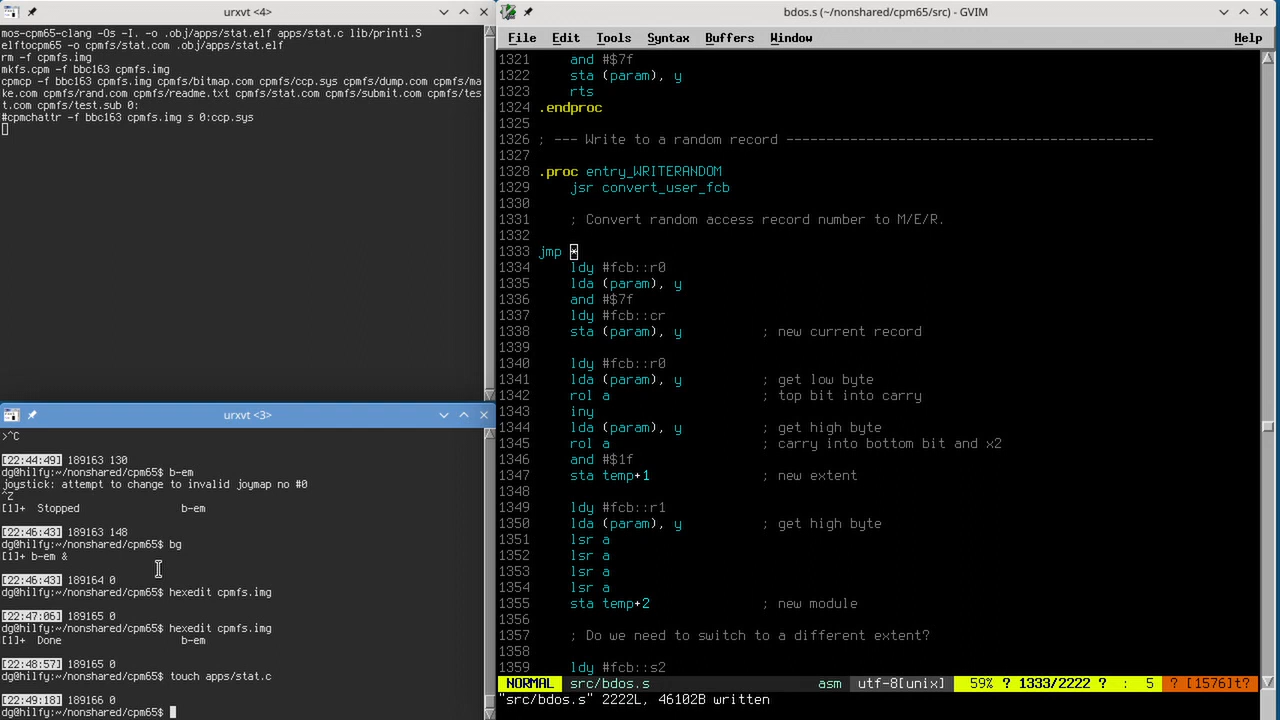 urxvt <4>
mos-cpm65-clang -Os -I. -o .obj/apps/stat.elf apps/stat.c lib/printi.S
elftocpm65 -o cpmfs/stat.com .obj/apps/stat.elf
rm -f cpmfs.img
mkfs.cpm -f bbc163 cpmfs.img
cpmcp -f bbc163 cpmfs.img cpmfs/bitmap.com cpmfs/ccp.sys cpmfs/dump.com cpmfs/ma
ke.com cpmfs/rand.com cpmfs/readme.txt cpmfs/stat.com cpmfs/submit.com cpmfs/tes
t.com cpmfs/test.sub 0:
#cpmchattr -f bbc163 cpmfs.img s 0:ccp.sys
urxvt <3>
>^C
[22:44:49] 189163 130
dg@hilfy:~/nonshared/cpm65$ b-em
joystick: attempt to change to invalid joymap no #0
^Z
[1]+  Stopped                 b-em
[22:46:43] 189163 148
dg@hilfy:~/nonshared/cpm65$ bg
[1]+ b-em &
[22:46:43] 189164 0
dg@hilfy:~/nonshared/cpm65$ hexedit cpmfs.img
[22:47:06] 189165 0
dg@hilfy:~/nonshared/cpm65$ hexedit cpmfs.img
[1]+  Done                    b-em
[22:48:57] 189165 0
dg@hilfy:~/nonshared/cpm65$ touch apps/stat.c
[22:49:18] 189166 0
dg@hilfy:~/nonshared/cpm65$
bdos.s (~/nonshared/cpm65/src) - GVIM
File Edit Tools Syntax Buffers Window Help
1321     and #$7f
1322     sta (param), y
1323     rts
1324 .endproc
1325
1326 ; --- Write to a random record ----------------------------------------------
1327
1328 .proc entry_WRITERANDOM
1329     jsr convert_user_fcb
1330
1331     ; Convert random access record number to M/E/R.
1332
1333 jmp *
1334     ldy #fcb::r0
1335     lda (param), y
1336     and #$7f
1337     ldy #fcb::cr
1338     sta (param), y          ; new current record
1339
1340     ldy #fcb::r0
1341     lda (param), y          ; get low byte
1342     rol a                   ; top bit into carry
1343     iny
1344     lda (param), y          ; get high byte
1345     rol a                   ; carry into bottom bit and x2
1346     and #$1f
1347     sta temp+1              ; new extent
1348
1349     ldy #fcb::r1
1350     lda (param), y          ; get high byte
1351     lsr a
1352     lsr a
1353     lsr a
1354     lsr a
1355     sta temp+2              ; new module
1356
1357     ; Do we need to switch to a different extent?
1358
1359     ldy #fcb::s2
NORMAL src/bdos.s asm utf-8[unix] 59% ? 1333/2222 ? : 5 ? [1576]t?
"src/bdos.s" 2222L, 46102B written